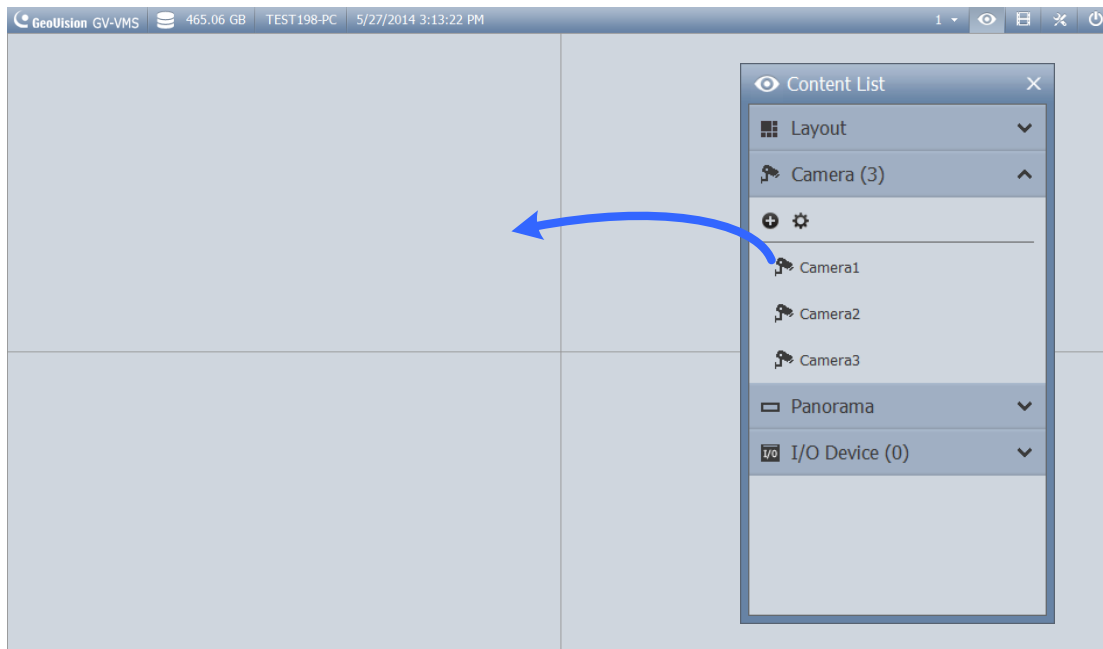 GeoVision GV-VMS 465.06 GB TEST198-PC 5/27/2014 3:13:22 PM 1
Content List
Layout
Camera (3)
Camera1
Camera2
Camera3
Panorama
I/O I/O Device (0)